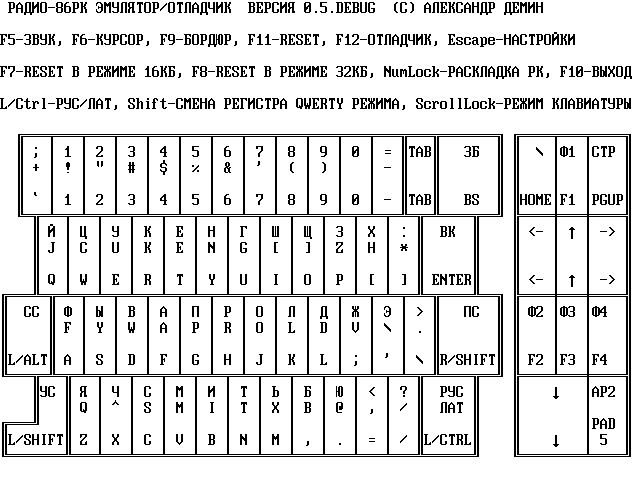 РАДИО-86РК ЭМУЛЯТОР/ОТЛАДЧИК ВЕРСИЯ 0.5.DEBUG (C) АЛЕКСАНДР ДЕМИН
F5-ЗВУК, F6-КУРСОР, F9-БОРДЮР, F11-RESET, F12-ОТЛАДЧИК, Escape-НАСТРОЙКИ
F7-RESET В РЕЖИМЕ 16КБ, F8-RESET В РЕЖИМЕ 32КБ, NumLock-РАСКЛАДКА РК, F10-ВЫХОД
L/Ctrl-РУС/ЛАТ, Shift-СМЕНА РЕГИСТРА QWERTY РЕЖИМА, ScrollLock-РЕЖИМ КЛАВИАТУРЫ
; 1 2 3 4 5 6 7 8 9 0 = TAB ЗБ \ Ф1 СТР
+ ! " # $ % & ' ( ) -
` 1 2 3 4 5 6 7 8 9 0 - TAB BS HOME F1 PGUP
Й Ц У К Е Н Г Ш Щ З Х : ВК <- ↑ ->
J C U K E N G [ ] Z H *
Q W E R T Y U I O P [ ] ENTER <- ↑ ->
СС Ф Ы В А П Р О Л Д Ж Э > ПС Ф2 Ф3 Ф4
F Y W A P R O L D V \ .
L/ALT A S D F G H J K L ; ' \ R/SHIFT F2 F3 F4
УС Я Ч С М И Т Ь Б Ю < ? РУС ↓ АР2
Q ^ S M I T X B @ , / ЛАТ
PAD
L/SHIFT Z X C V B N M , . = / L/CTRL ↓ 5